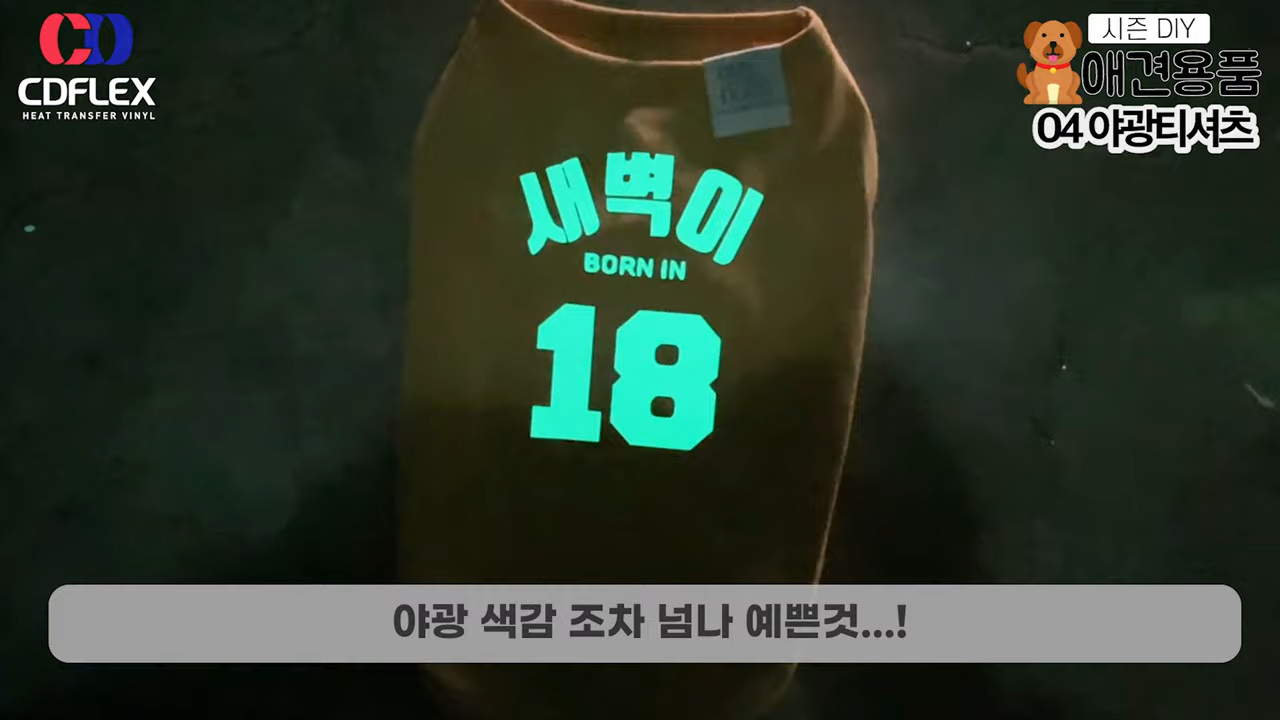 CDFLEX
HEAT TRANSFER VINYL
시즌 DIY
애견용품
04 야광티셔츠
새벽이
BORN IN
18
야광 색감 조차 넘나 예쁜것...!